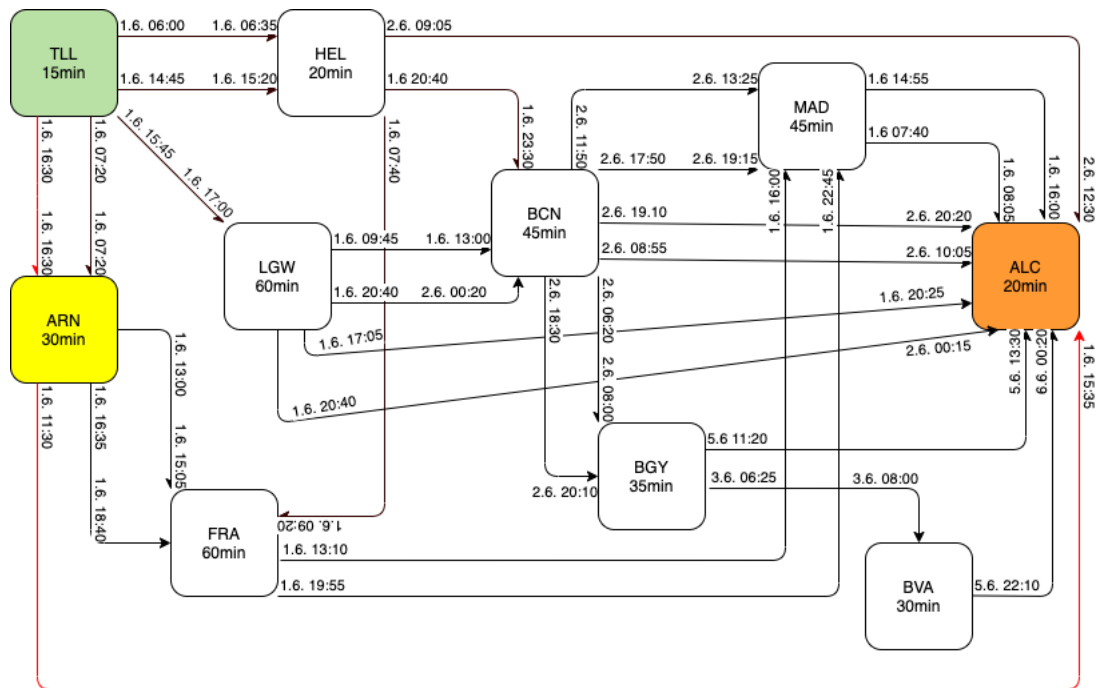 TLL
15min
1.6. 06:00
1.6. 06:35
HEL
20min
2.6. 09:05
1.6. 14:45
1.6. 15:20
1.6 20:40
2.6. 13:25
MAD
45min
1.6 14:55
1.6 07:40
1.6. 16:30
1.6. 07:20
1.6. 15:45
1.6. 17:00
1.6. 07:40
1.6. 23:30
2.6. 11:50
2.6. 17:50
2.6. 19:15
1.6. 16:00
1.6. 22:45
1.6. 08:05
1.6. 16:00
2.6. 12:30
1.6. 16:30
1.6. 07:20
BCN
45min
2.6. 19.10
2.6. 20:20
LGW
60min
1.6. 09:45
1.6. 13:00
2.6. 08:55
2.6. 10:05
ALC
20min
1.6. 20:40
2.6. 00:20
1.6. 17:05
1.6. 20:25
ARN
30min
2.6. 18:30
2.6. 06:20
2.6. 00:15
5.6. 13:30
6.6. 00:20
1.6. 15:35
1.6. 13:00
2.6. 08:00
1.6. 20:40
1.6. 11:30
1.6. 16:35
1.6. 15:05
BGY
35min
5.6 11:20
2.6. 20:10
3.6. 06:25
3.6. 08:00
1.6. 18:40
FRA
60min
1.6. 09:20
1.6. 13:10
1.6. 19:55
BVA
30min
5.6. 22:10